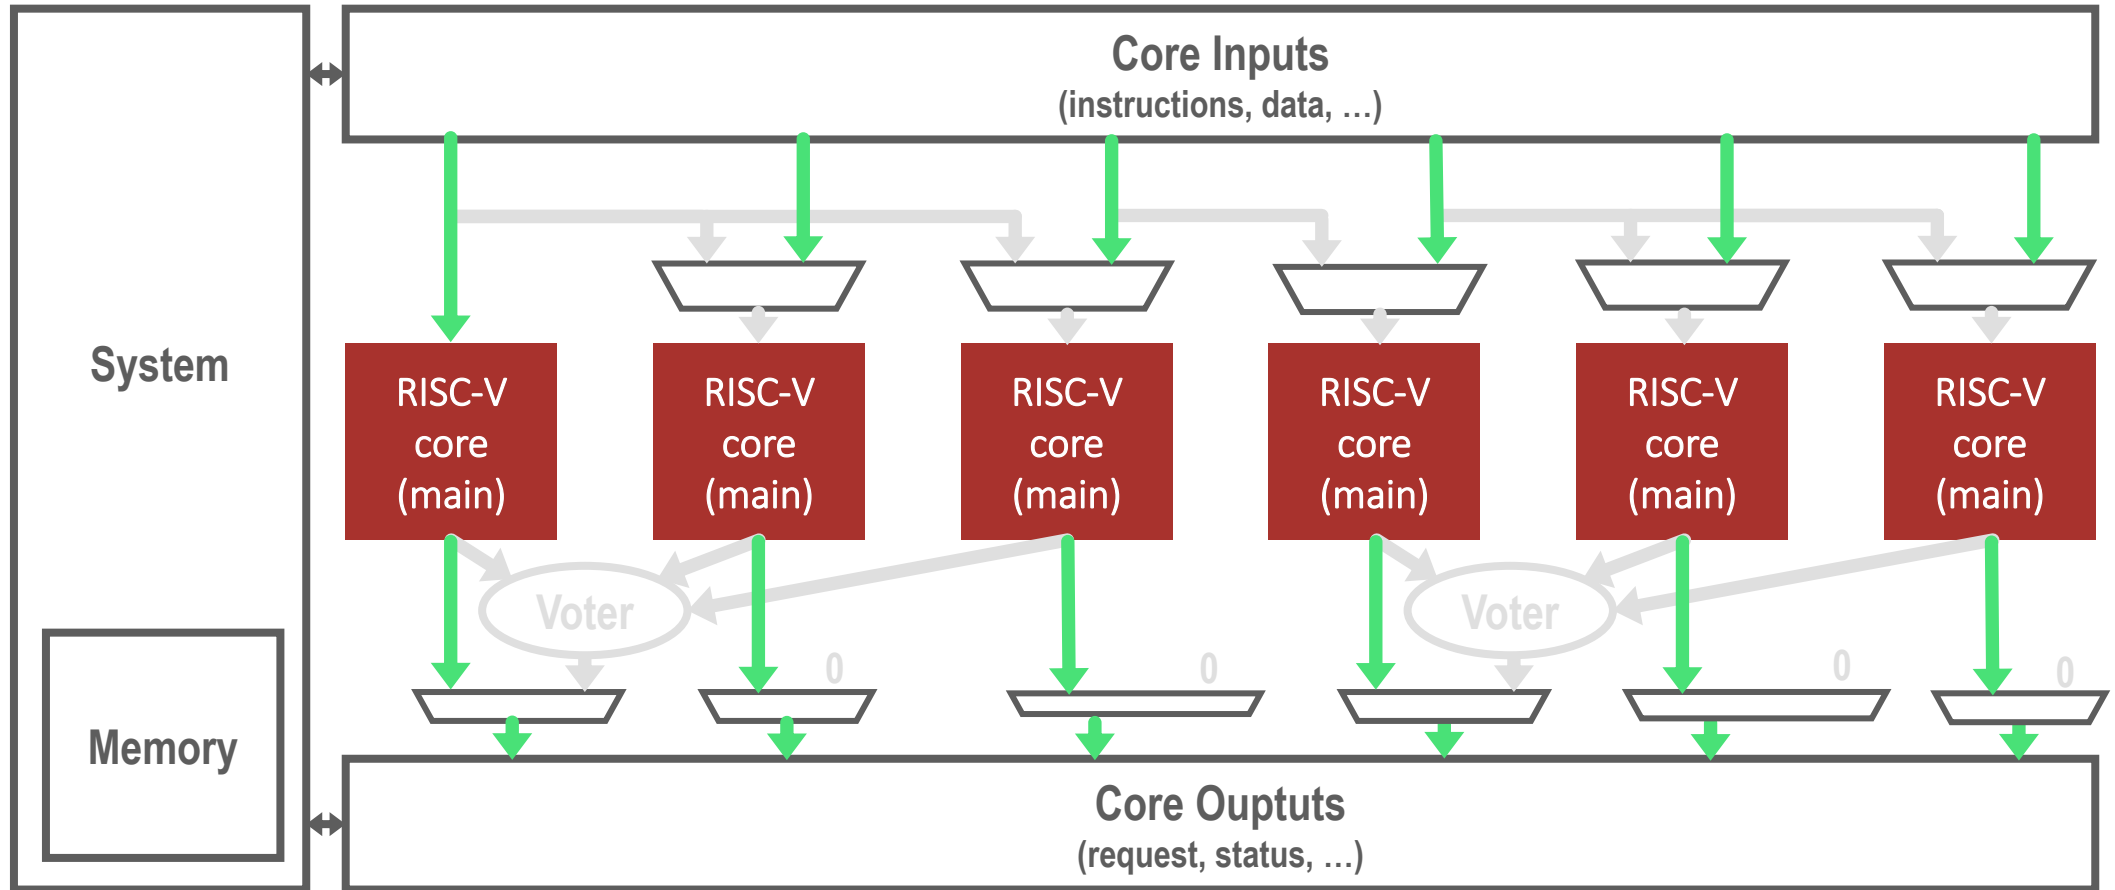 Core Inputs
(instructions, data, …)
System
RISC-V
core
(main)
RISC-V
core
(main)
RISC-V
core
(main)
RISC-V
core
(main)
RISC-V
core
(main)
RISC-V
core
(main)
Voter
Voter
0
0
0
0
Memory
Core Ouptuts
(request, status, …)